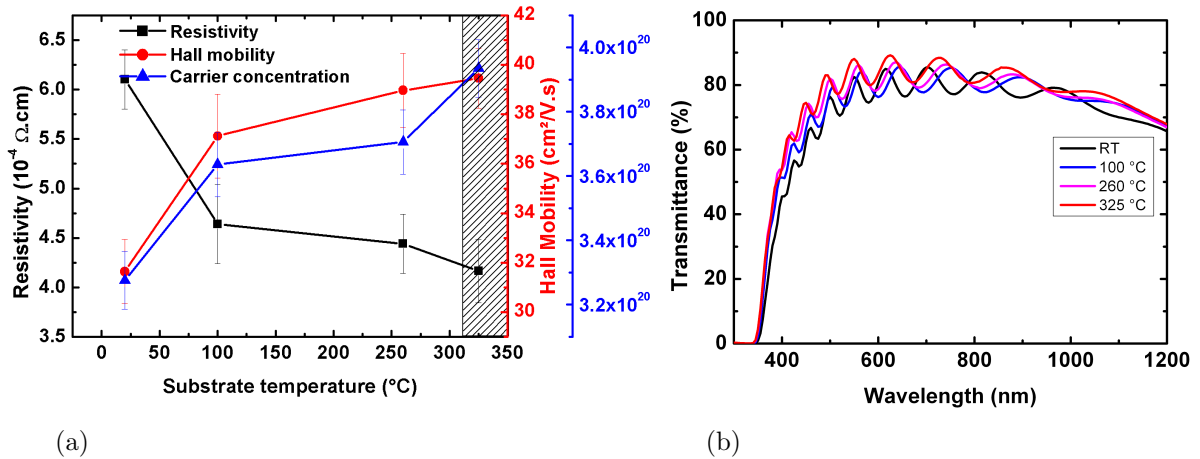 Resistivity
Hall mobility
Carrier concentration
6.5
6.0
5.5
5.0
4.5
4.0
3.5
Resistivity (10⁻⁴ Ω.cm)
0 50 100 150 200 250 300 350
Substrate temperature (°C)
42
40
38
36
34
32
30
Hall Mobility (cm²/V.s)
4.0x10²⁰
3.8x10²⁰
3.6x10²⁰
3.4x10²⁰
3.2x10²⁰
(a)
100
80
60
40
20
0
Transmittance (%)
RT
100 °C
260 °C
325 °C
400 600 800 1000 1200
Wavelength (nm)
(b)